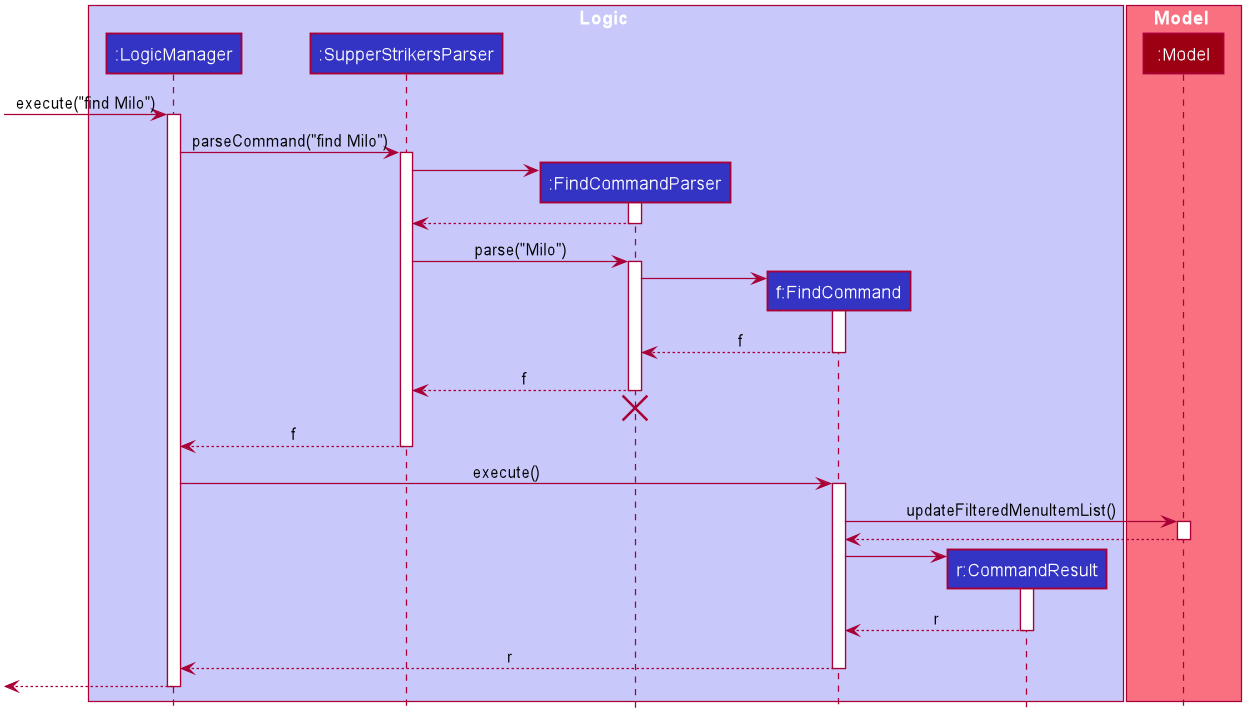 Logic
Model
:LogicManager
:SupperStrikersParser
:Model
execute("find Milo")
parseCommand("find Milo")
:FindCommandParser
parse("Milo")
f:FindCommand
f
f
f
execute()
updateFilteredMenuItemList()
r:CommandResult
r
r